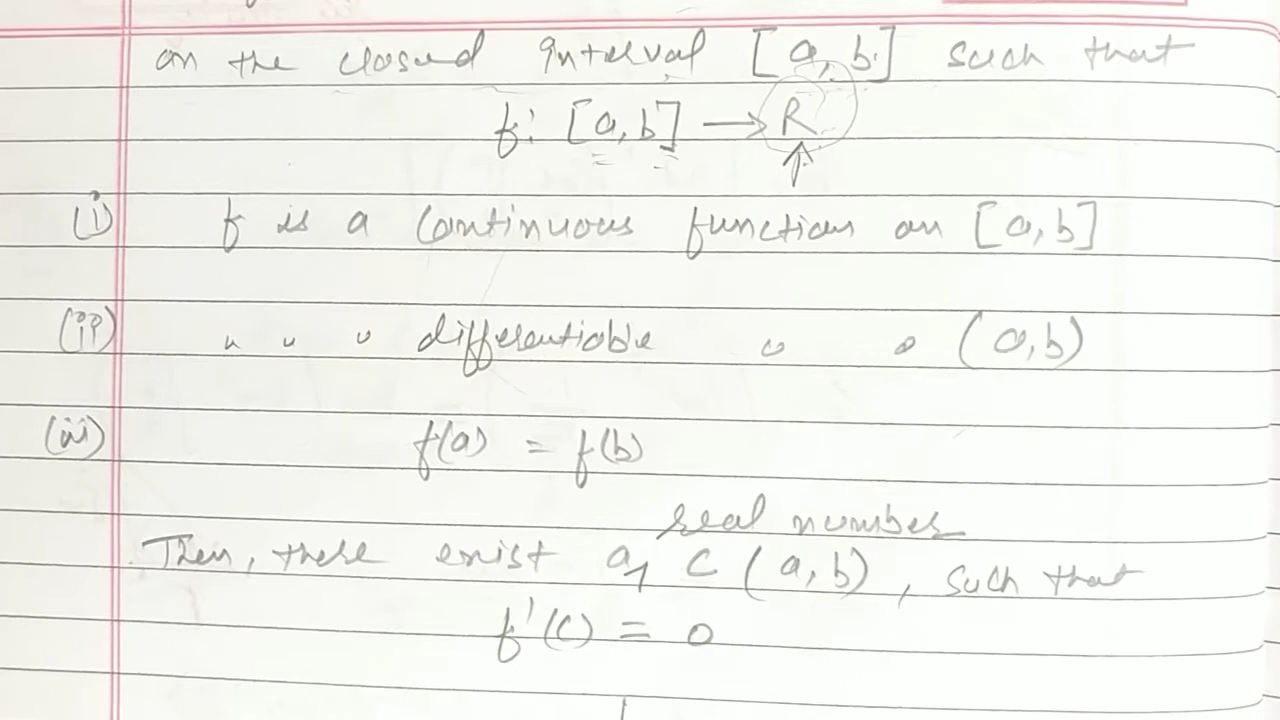 on the closed interval [a, b] such that
f: [a, b] → R
(i) f is a continuous function on [a, b]
(ii) " " " differentiable " " (a, b)
(iii) f(a) = f(b)
real number
Then, there exist a, c (a, b), such that
f'(c) = 0